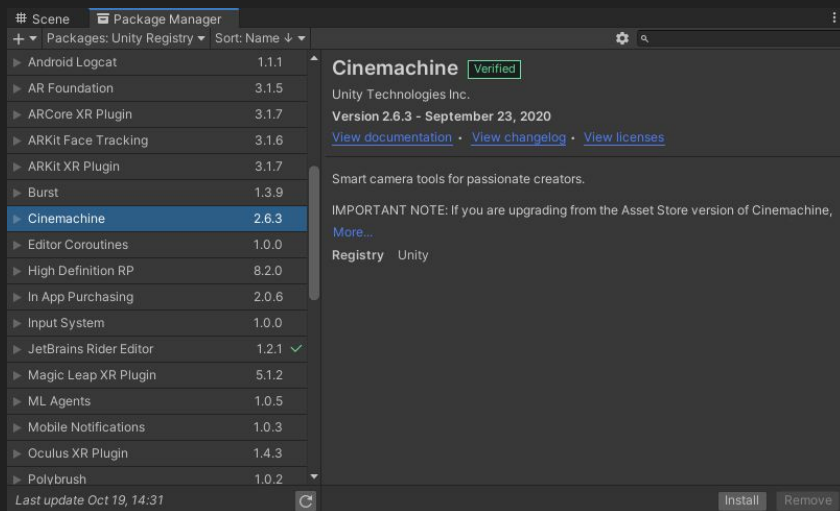 Scene Package Manager
+ Packages: Unity Registry Sort: Name ↓
Android Logcat 1.1.1
AR Foundation 3.1.5
ARCore XR Plugin 3.1.7
ARKit Face Tracking 3.1.6
ARKit XR Plugin 3.1.7
Burst 1.3.9
Cinemachine 2.6.3
Editor Coroutines 1.0.0
High Definition RP 8.2.0
In App Purchasing 2.0.6
Input System 1.0.0
JetBrains Rider Editor 1.2.1
Magic Leap XR Plugin 5.1.2
ML Agents 1.0.5
Mobile Notifications 1.0.3
Oculus XR Plugin 1.4.3
Polybrush 1.0.2
Last update Oct 19, 14:31
Cinemachine Verified
Unity Technologies Inc.
Version 2.6.3 - September 23, 2020
View documentation • View changelog • View licenses
Smart camera tools for passionate creators.
IMPORTANT NOTE: If you are upgrading from the Asset Store version of Cinemachine,
More...
Registry Unity
Install Remove